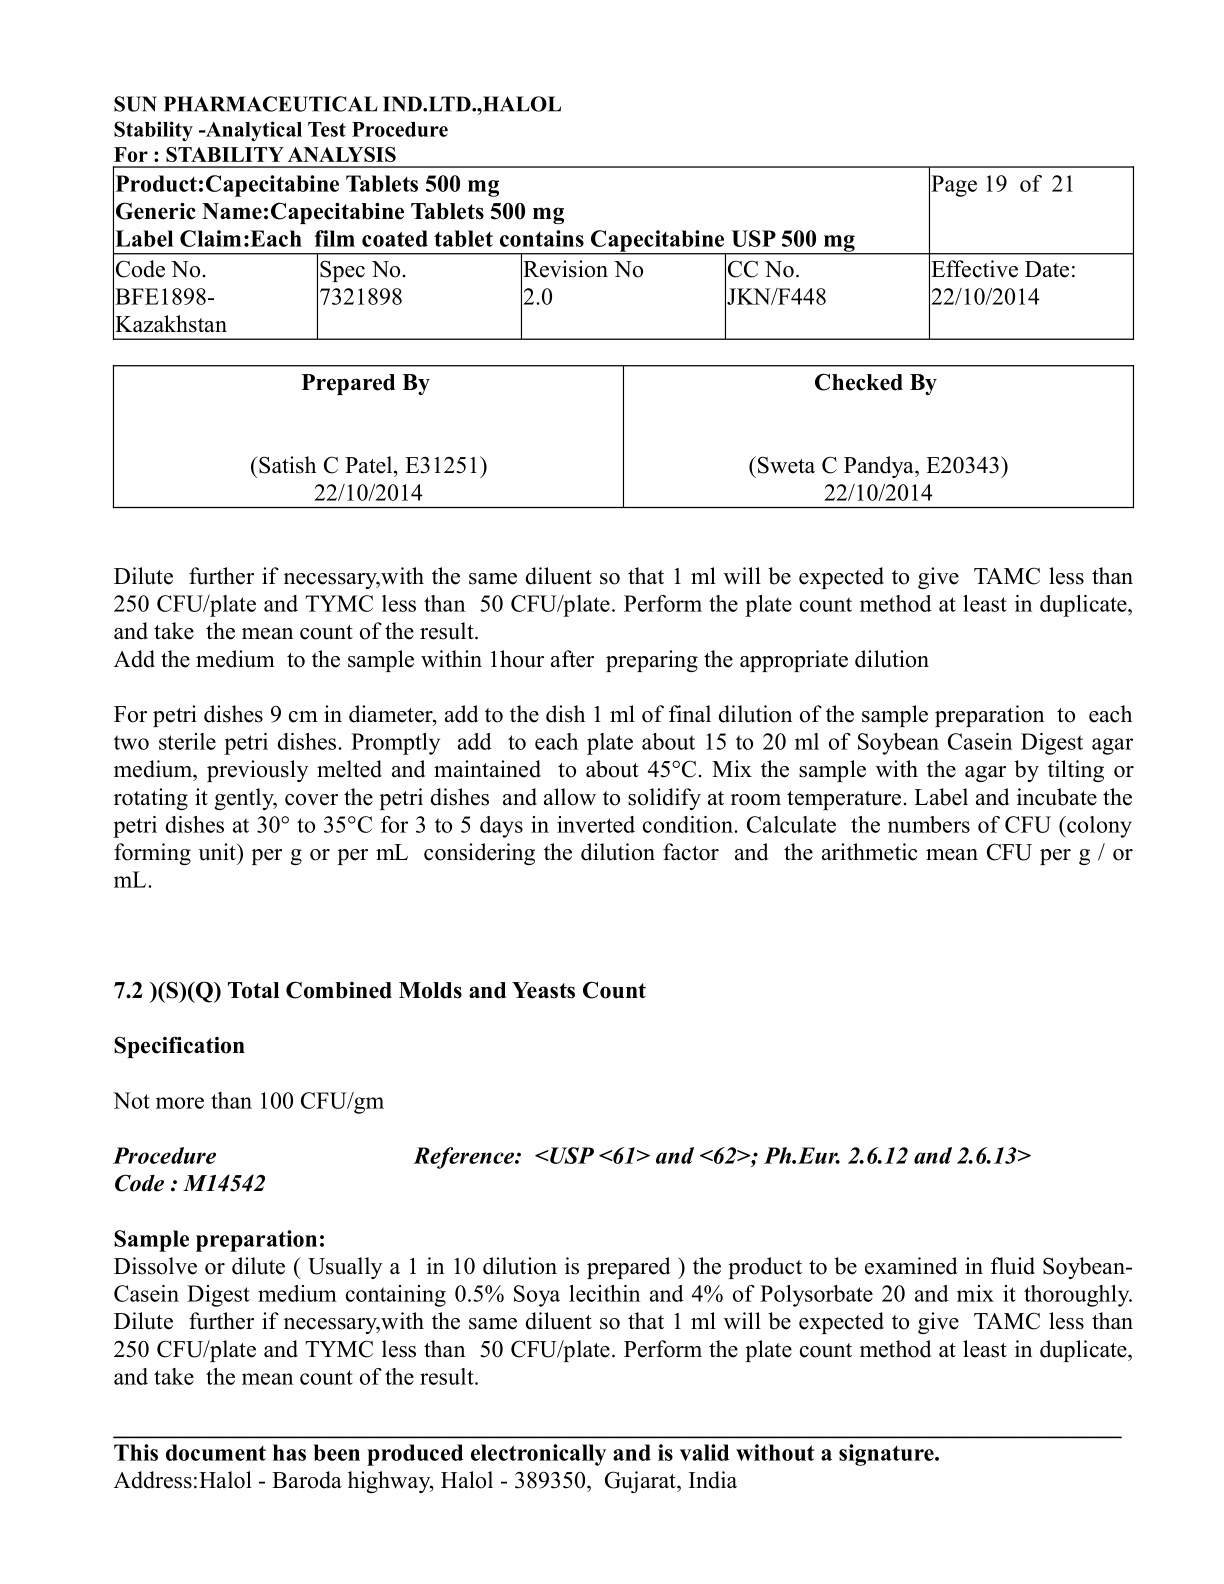 SUN PHARMACEUTICAL IND.LTD.,HALOL
Stability -Analytical Test Procedure
For : STABILITY ANALYSIS
Product:Capecitabine Tablets 500 mg
Generic Name:Capecitabine Tablets 500 mg
Label Claim:Each film coated tablet contains Capecitabine USP 500 mg
Page 19 of 21
Code No.
BFE1898-
Kazakhstan
Spec No.
7321898
Revision No
2.0
CC No.
JKN/F448
Effective Date:
22/10/2014
Prepared By
(Satish C Patel, E31251)
22/10/2014
Checked By
(Sweta C Pandya, E20343)
22/10/2014
Dilute further if necessary,with the same diluent so that 1 ml will be expected to give TAMC less than
250 CFU/plate and TYMC less than 50 CFU/plate. Perform the plate count method at least in duplicate,
and take the mean count of the result.
Add the medium to the sample within 1hour after preparing the appropriate dilution
For petri dishes 9 cm in diameter, add to the dish 1 ml of final dilution of the sample preparation to each
two sterile petri dishes. Promptly add to each plate about 15 to 20 ml of Soybean Casein Digest agar
medium, previously melted and maintained to about 45°C. Mix the sample with the agar by tilting or
rotating it gently, cover the petri dishes and allow to solidify at room temperature. Label and incubate the
petri dishes at 30° to 35°C for 3 to 5 days in inverted condition. Calculate the numbers of CFU (colony
forming unit) per g or per mL considering the dilution factor and the arithmetic mean CFU per g / or
mL.
7.2 )(S)(Q) Total Combined Molds and Yeasts Count
Specification
Not more than 100 CFU/gm
Procedure Reference: <USP <61> and <62>; Ph.Eur. 2.6.12 and 2.6.13>
Code : M14542
Sample preparation:
Dissolve or dilute ( Usually a 1 in 10 dilution is prepared ) the product to be examined in fluid Soybean-
Casein Digest medium containing 0.5% Soya lecithin and 4% of Polysorbate 20 and mix it thoroughly.
Dilute further if necessary,with the same diluent so that 1 ml will be expected to give TAMC less than
250 CFU/plate and TYMC less than 50 CFU/plate. Perform the plate count method at least in duplicate,
and take the mean count of the result.
This document has been produced electronically and is valid without a signature.
Address:Halol - Baroda highway, Halol - 389350, Gujarat, India